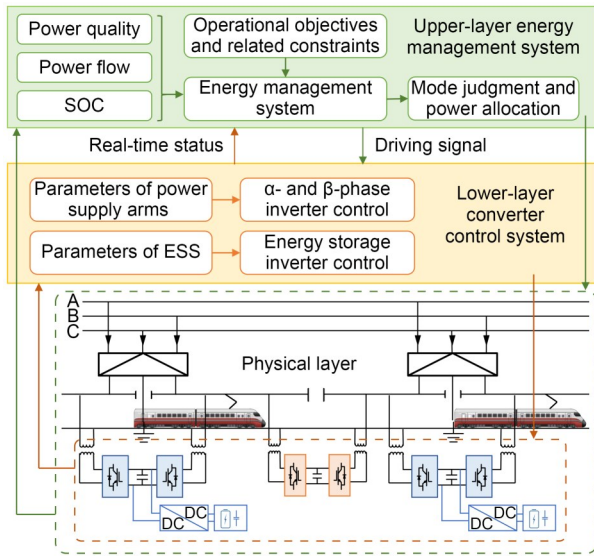 Power quality
Power flow
SOC
Operational objectives
and related constraints
Energy management
system
Upper-layer energy
management system
Mode judgment and
power allocation
Real-time status
Driving signal
Parameters of power
supply arms
α- and β-phase
inverter control
Parameters of ESS
Energy storage
inverter control
Lower-layer
converter
control system
A
B
C
Physical layer
DC
DC
DC
DC